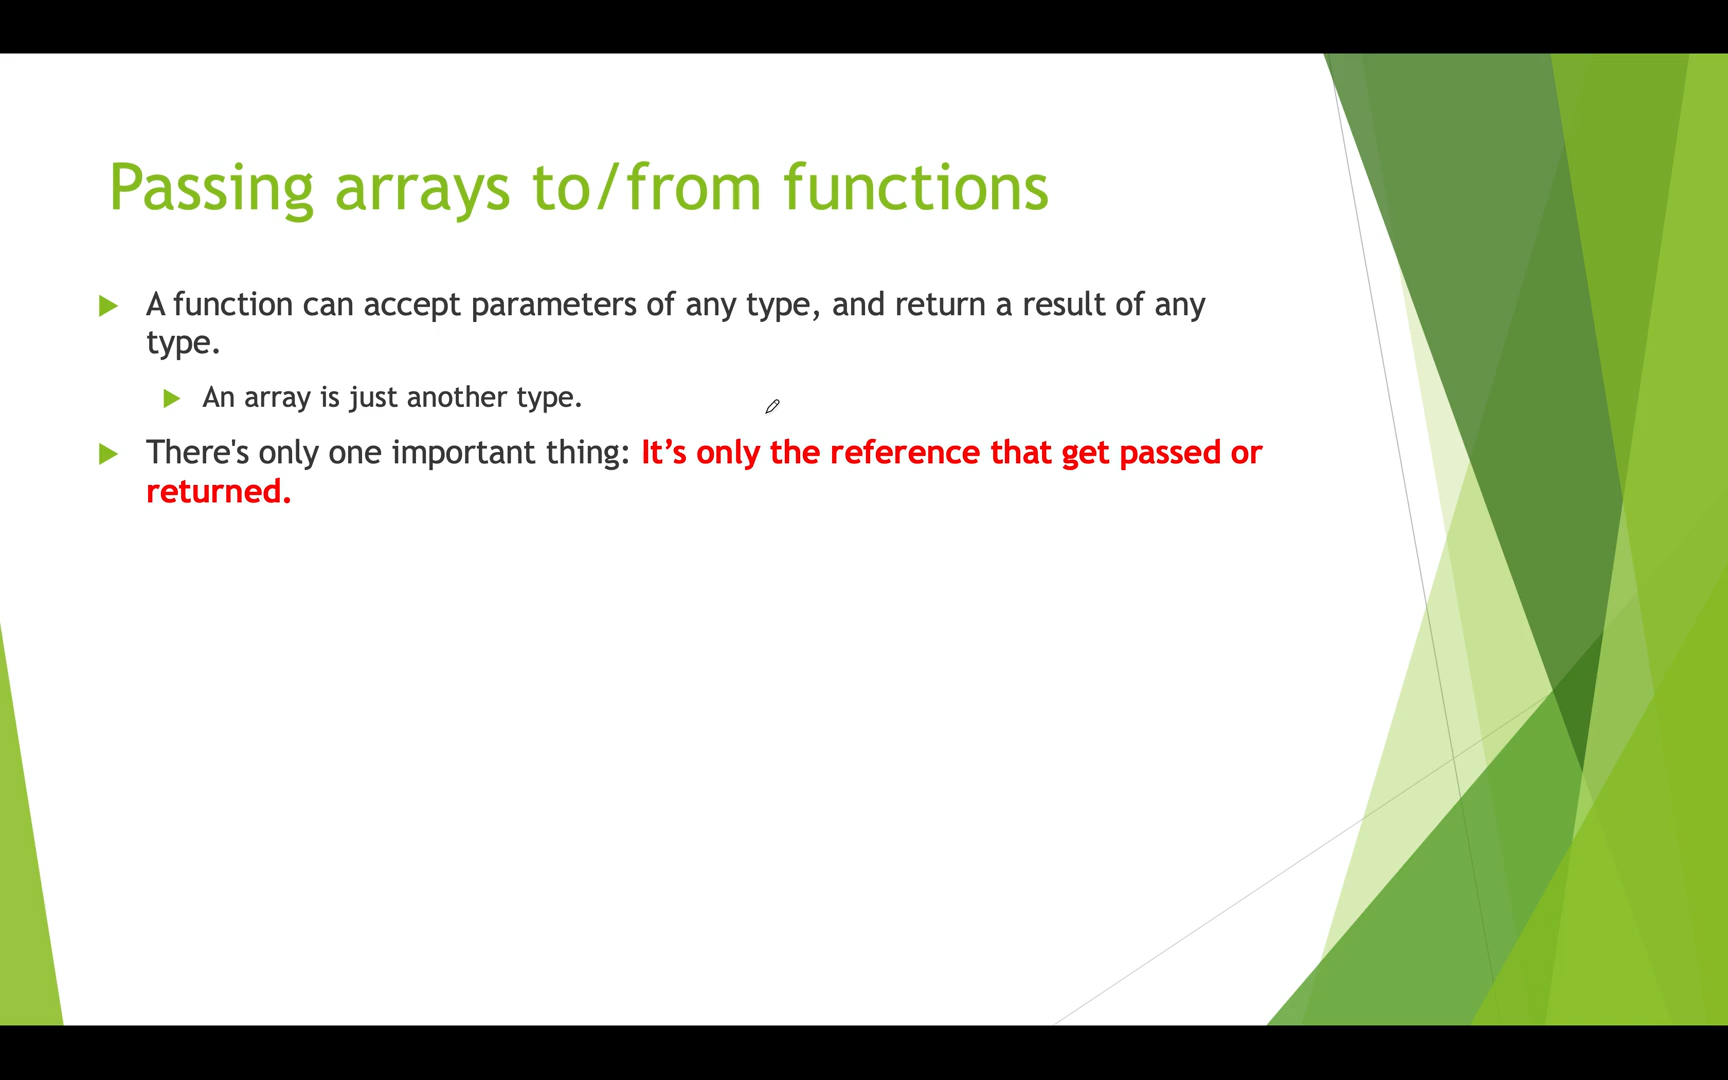 Passing arrays to/from functions
A function can accept parameters of any type, and return a result of any
type.
An array is just another type.
There's only one important thing: It’s only the reference that get passed or
returned.